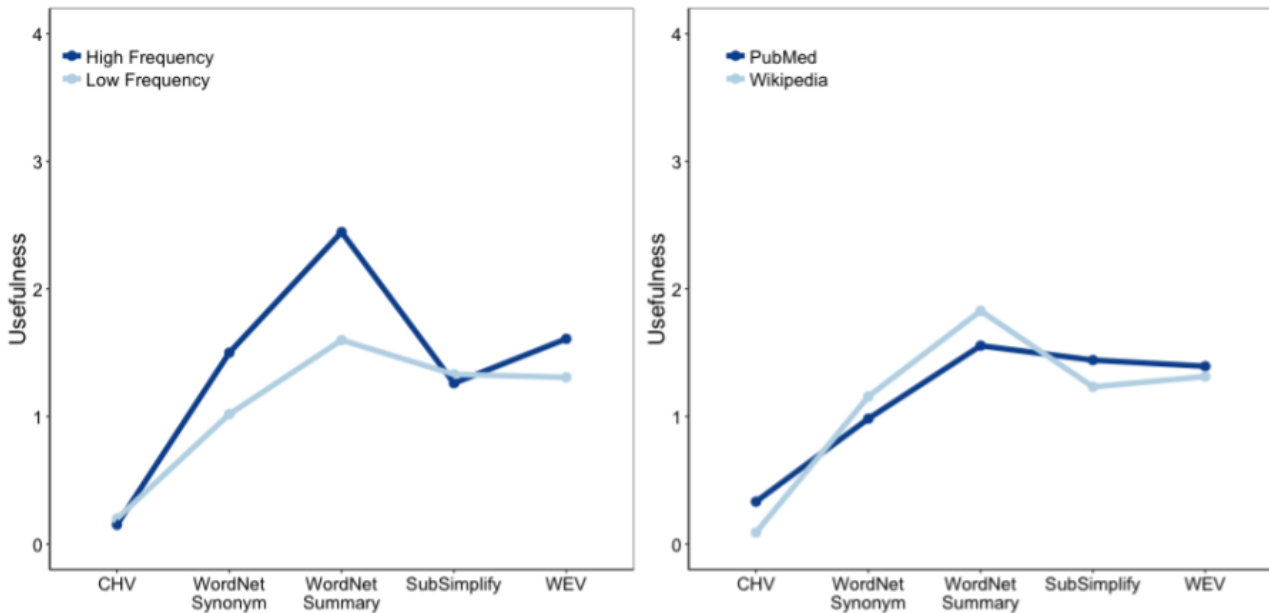 4
3
2
1
0
Usefulness
High Frequency
Low Frequency
CHV
WordNet
Synonym
WordNet
Summary
SubSimplify
WEV
4
3
2
1
0
Usefulness
PubMed
Wikipedia
CHV
WordNet
Synonym
WordNet
Summary
SubSimplify
WEV